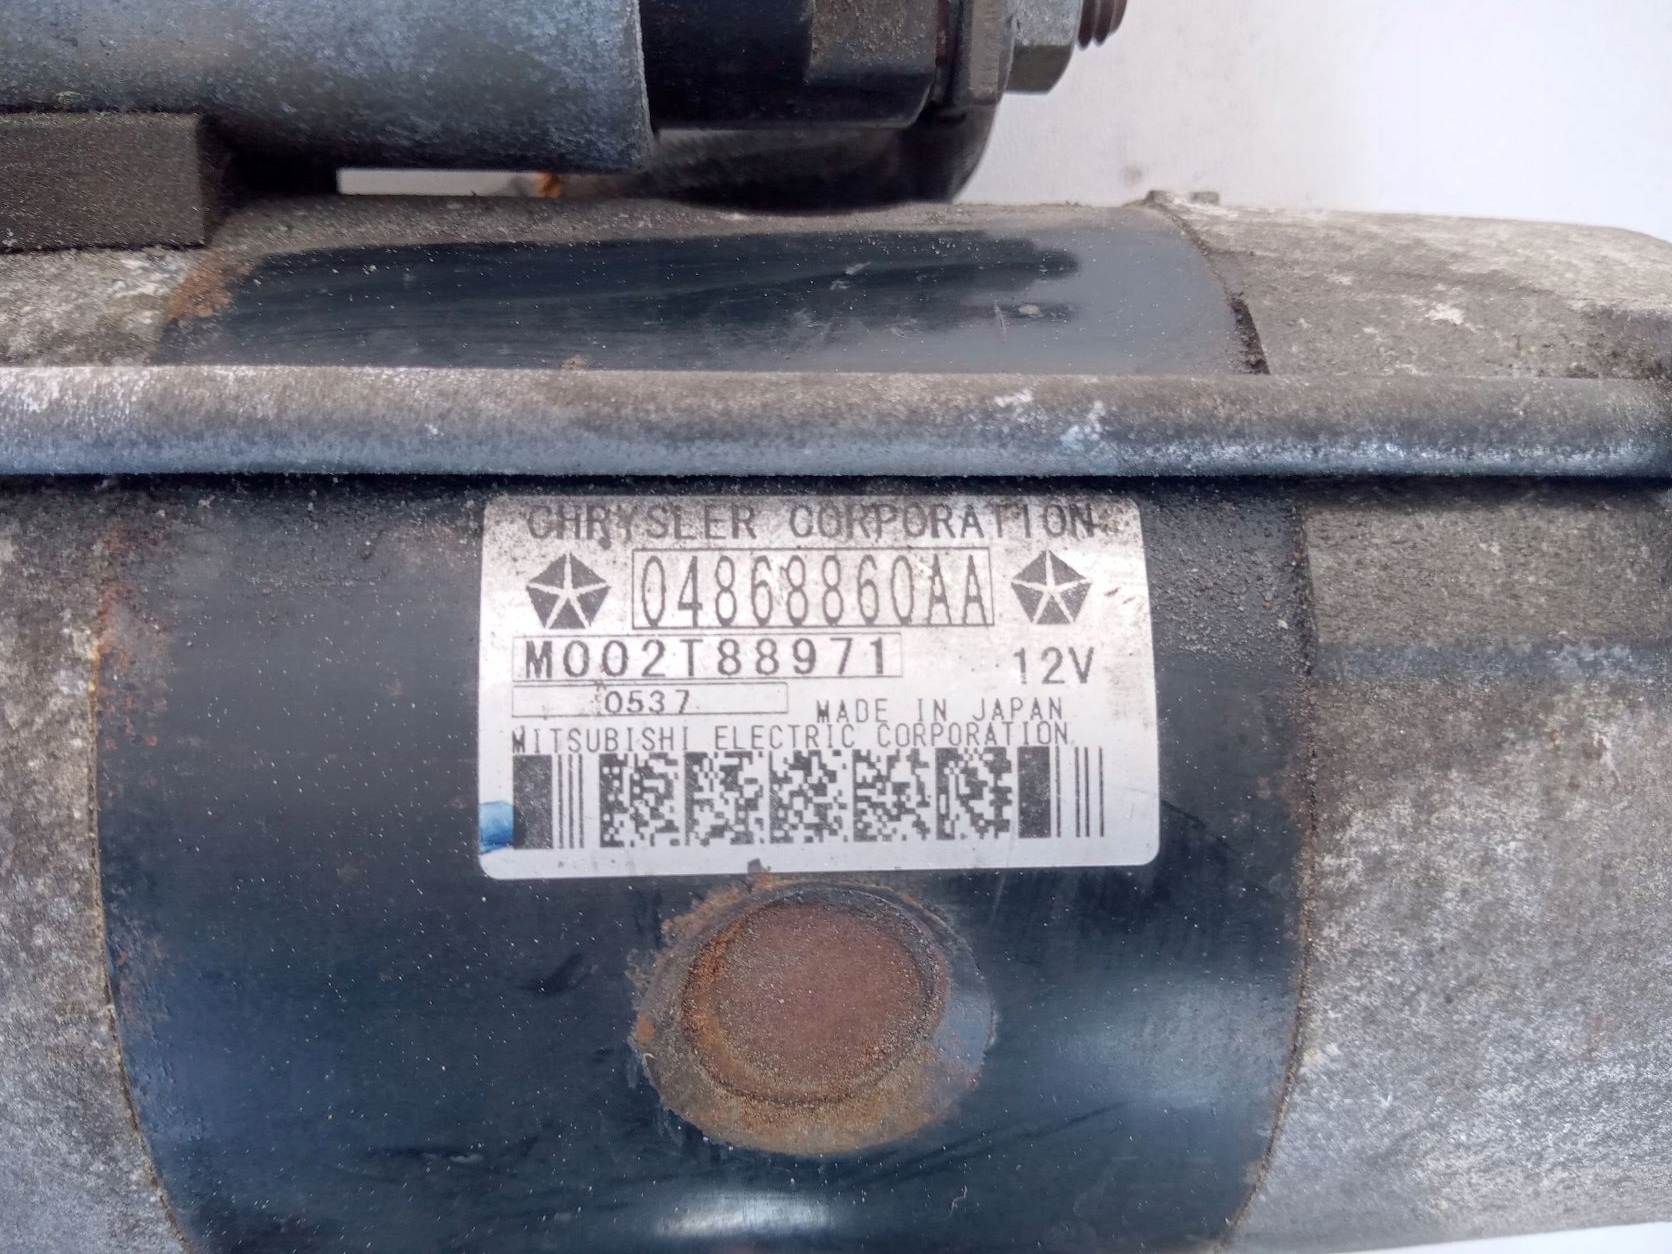 CHRYSLER CORPORATION
04868860AA
M002T88971 12V
0537
MADE IN JAPAN
MITSUBISHI ELECTRIC CORPORATION